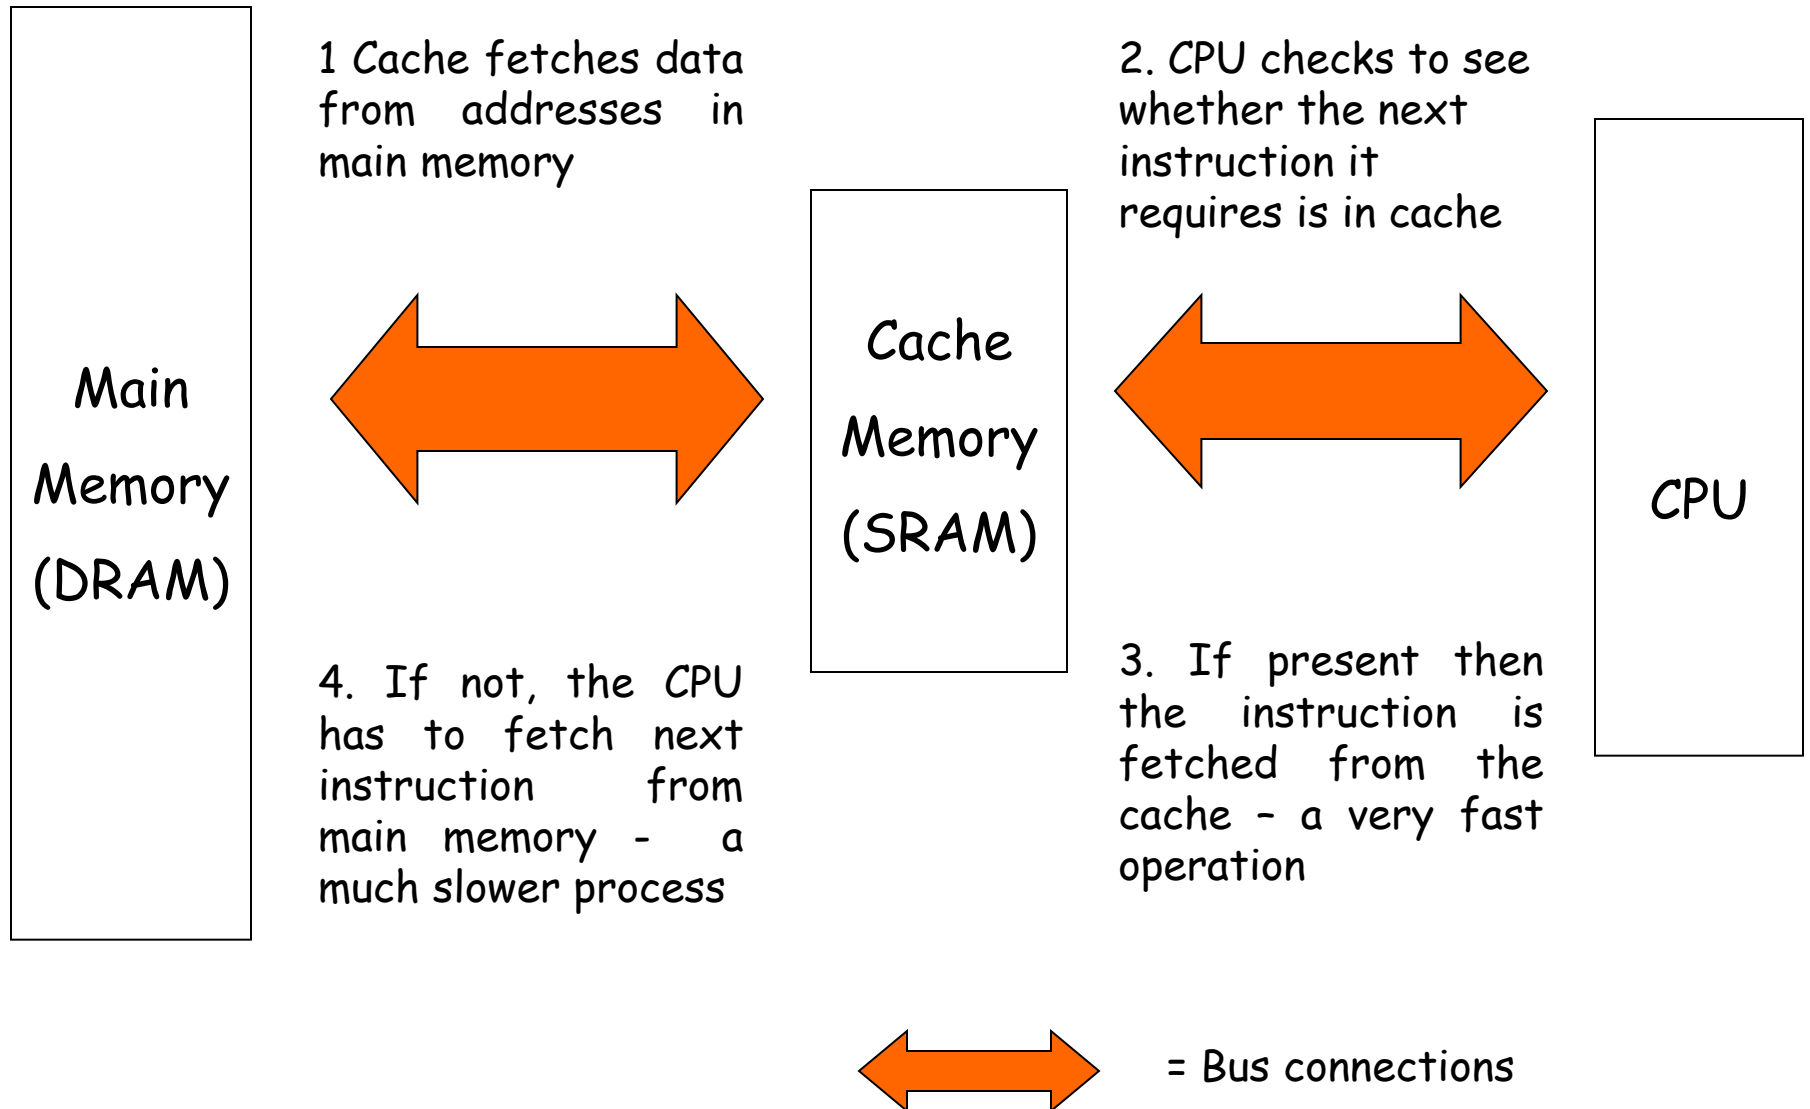 1 Cache fetches data
from addresses in
main memory
2. CPU checks to see
whether the next
instruction it
requires is in cache
Main
Memory
(DRAM)
Cache
Memory
(SRAM)
CPU
4. If not, the CPU
has to fetch next
instruction from
main memory - a
much slower process
3. If present then
the instruction is
fetched from the
cache – a very fast
operation
= Bus connections